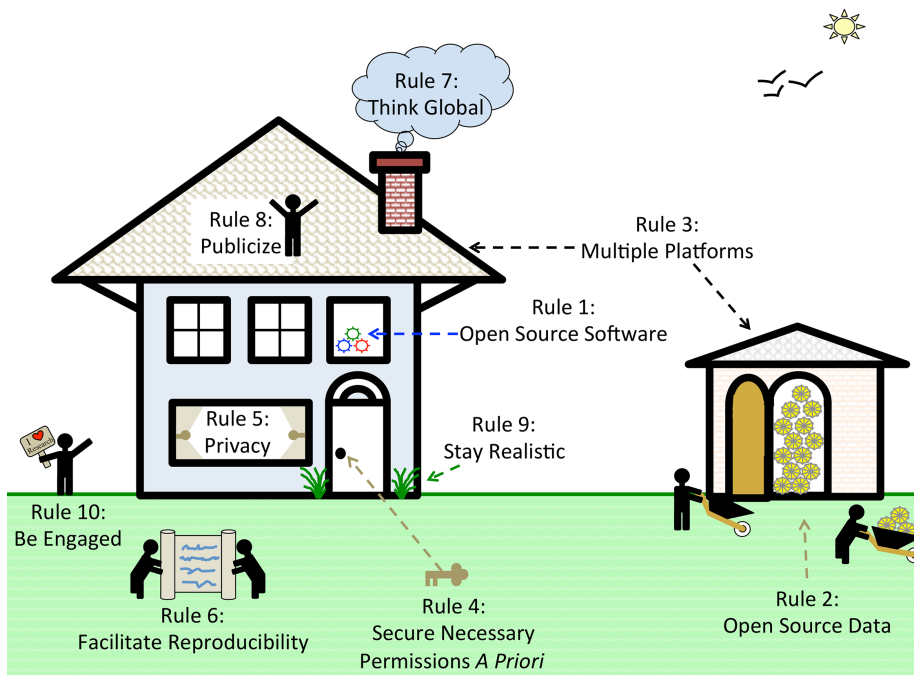 Rule 7:
Think Global
Rule 8:
Publicize
Rule 3:
Multiple Platforms
Rule 1:
Open Source Software
Rule 5:
Privacy
Rule 9:
Stay Realistic
I
Research
Rule 10:
Be Engaged
Rule 6:
Facilitate Reproducibility
Rule 4:
Secure Necessary
Permissions A Priori
Rule 2:
Open Source Data